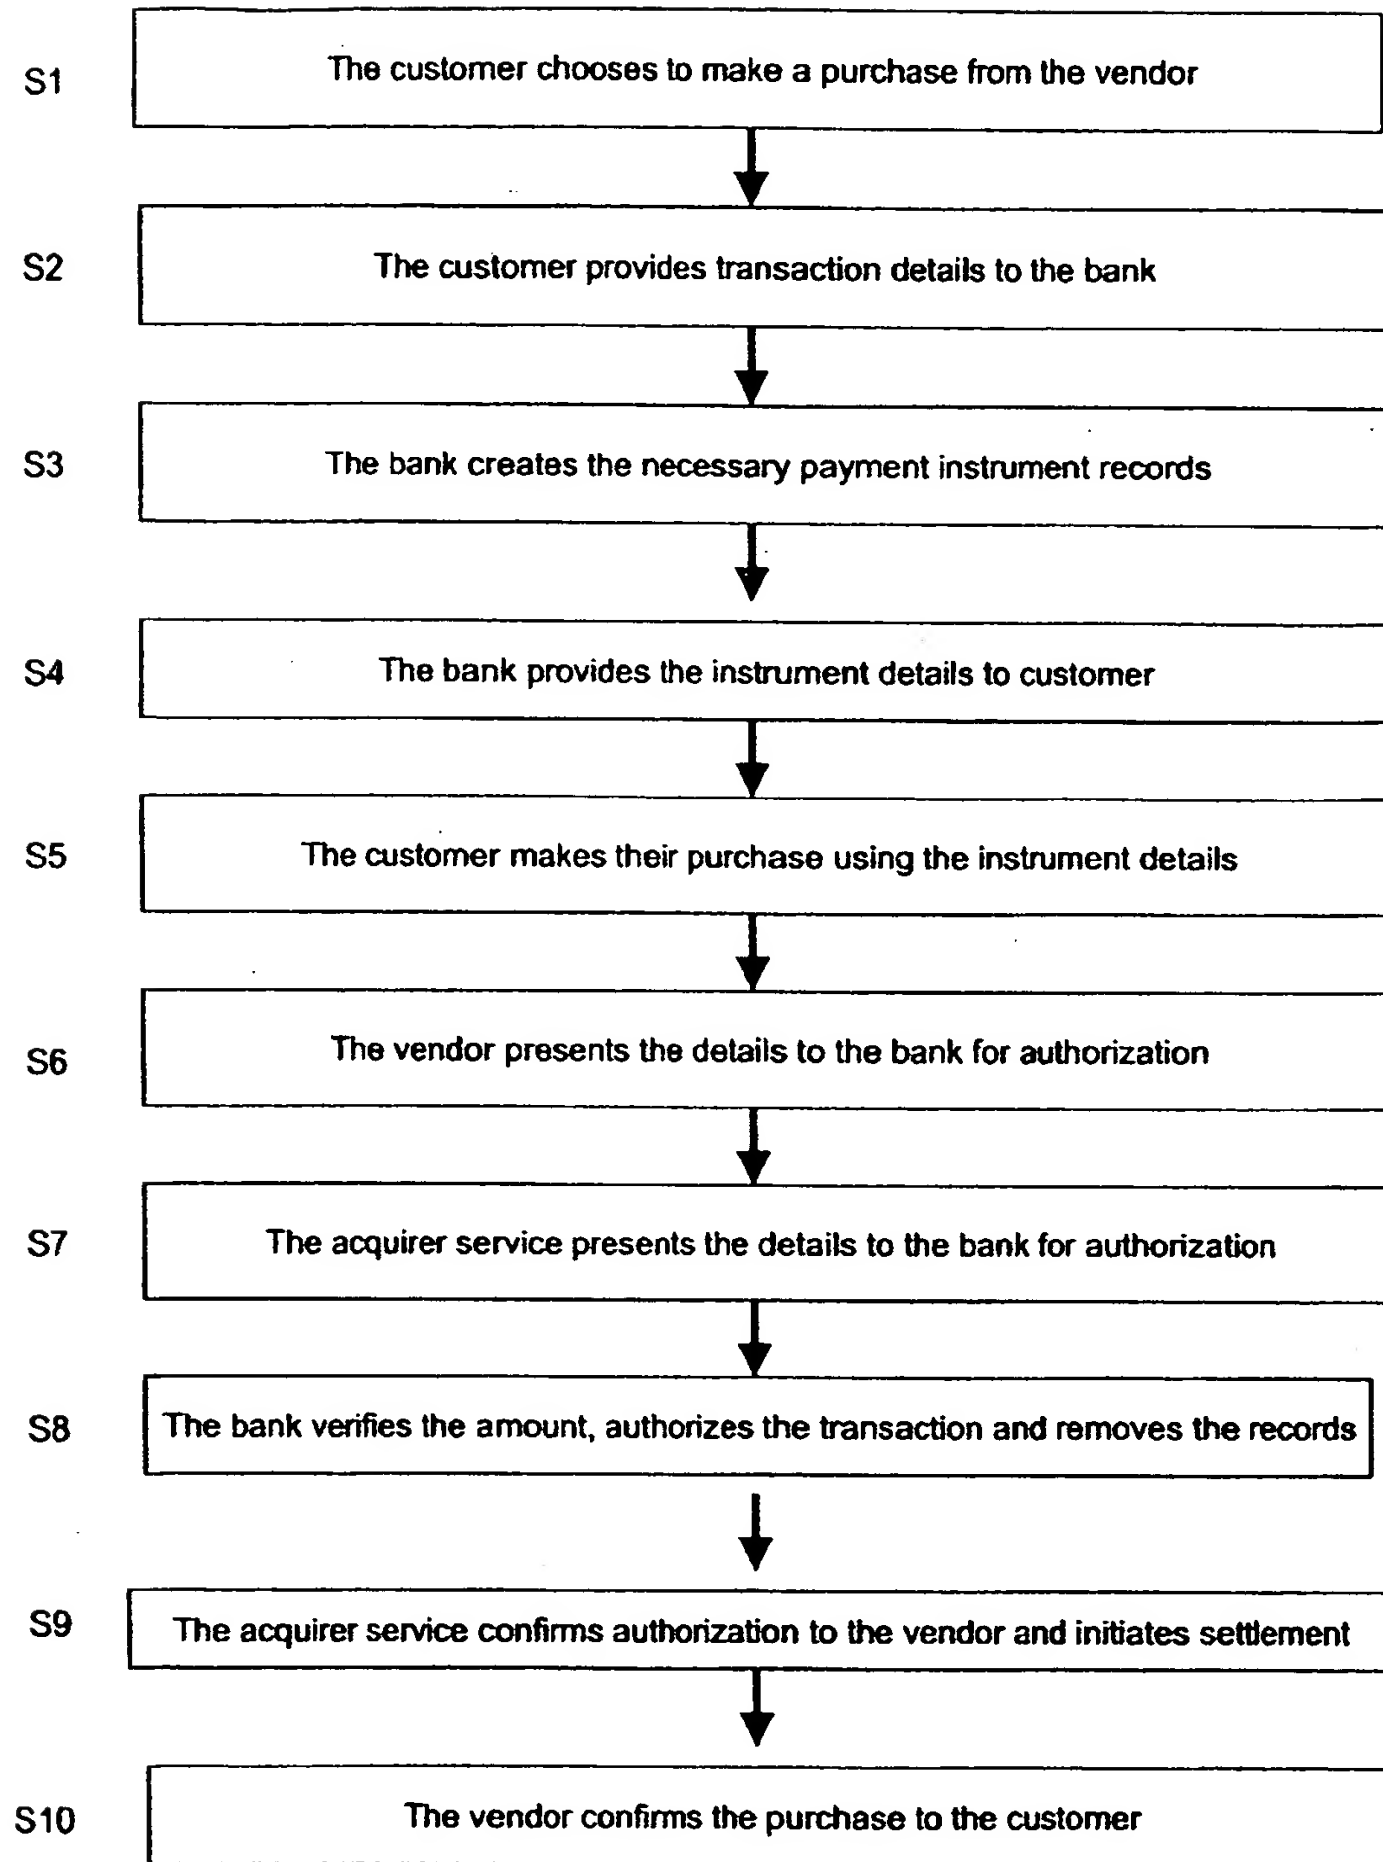 S1 The customer chooses to make a purchase from the vendor
S2 The customer provides transaction details to the bank
S3 The bank creates the necessary payment instrument records
S4 The bank provides the instrument details to customer
S5 The customer makes their purchase using the instrument details
S6 The vendor presents the details to the bank for authorization
S7 The acquirer service presents the details to the bank for authorization
S8 The bank verifies the amount, authorizes the transaction and removes the records
S9 The acquirer service confirms authorization to the vendor and initiates settlement
S10 The vendor confirms the purchase to the customer